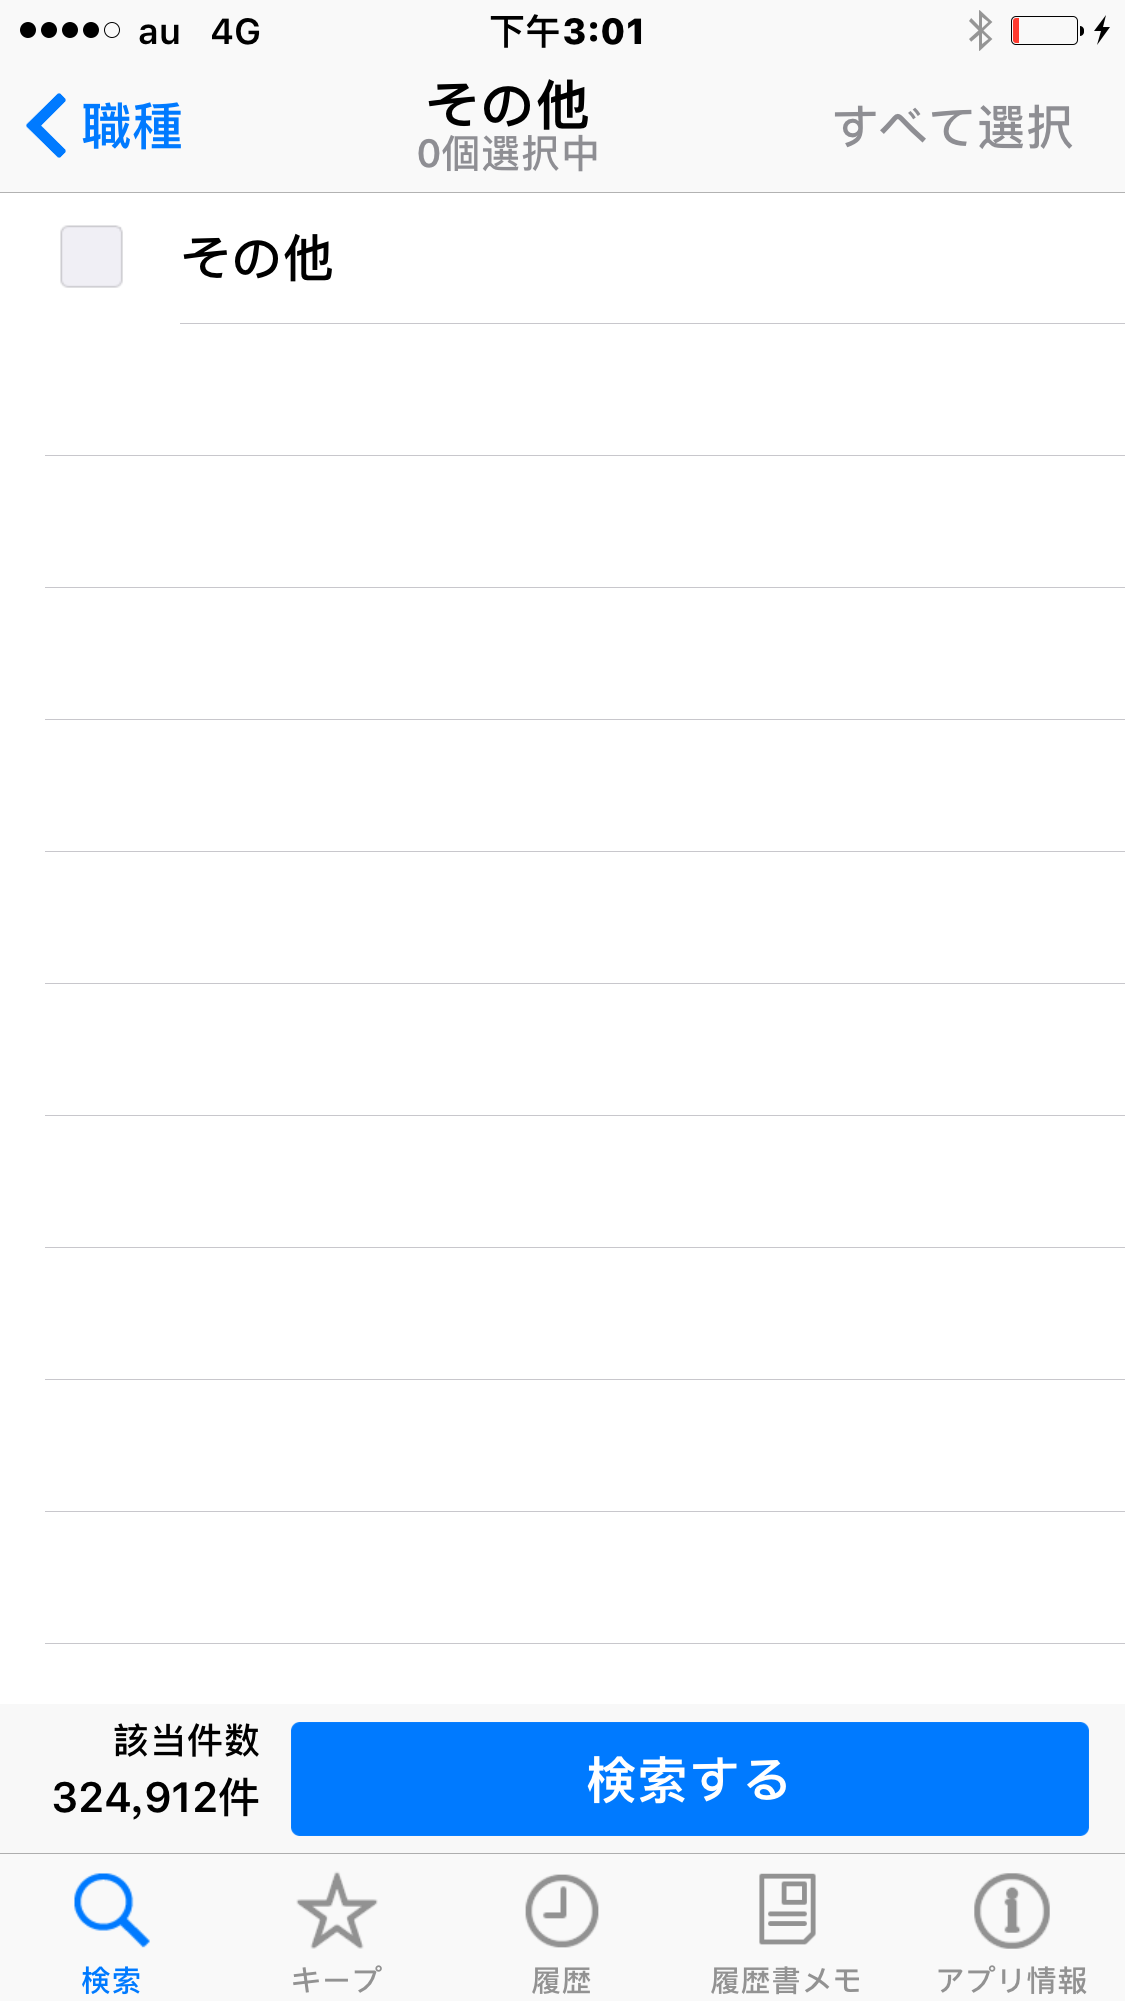 au 4G 下午3:01
職種
その他
0個選択中
すべて選択
その他
該当件数
324,912件
検索する
検索
キープ
履歴
履歴書メモ
アプリ情報